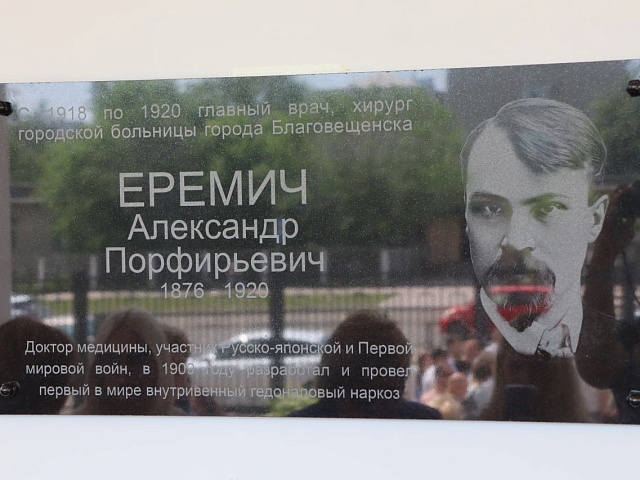 С 1918 по 1920 главный врач, хирург
городской больницы города Благовещенска
ЕРЕМИЧ
Александр
Порфирьевич
1876 - 1920
Доктор медицины, участник Русско-японской и Первой
мировой войн, в 1906 году разработал и провел
первый в мире внутривенный гедоналовый наркоз